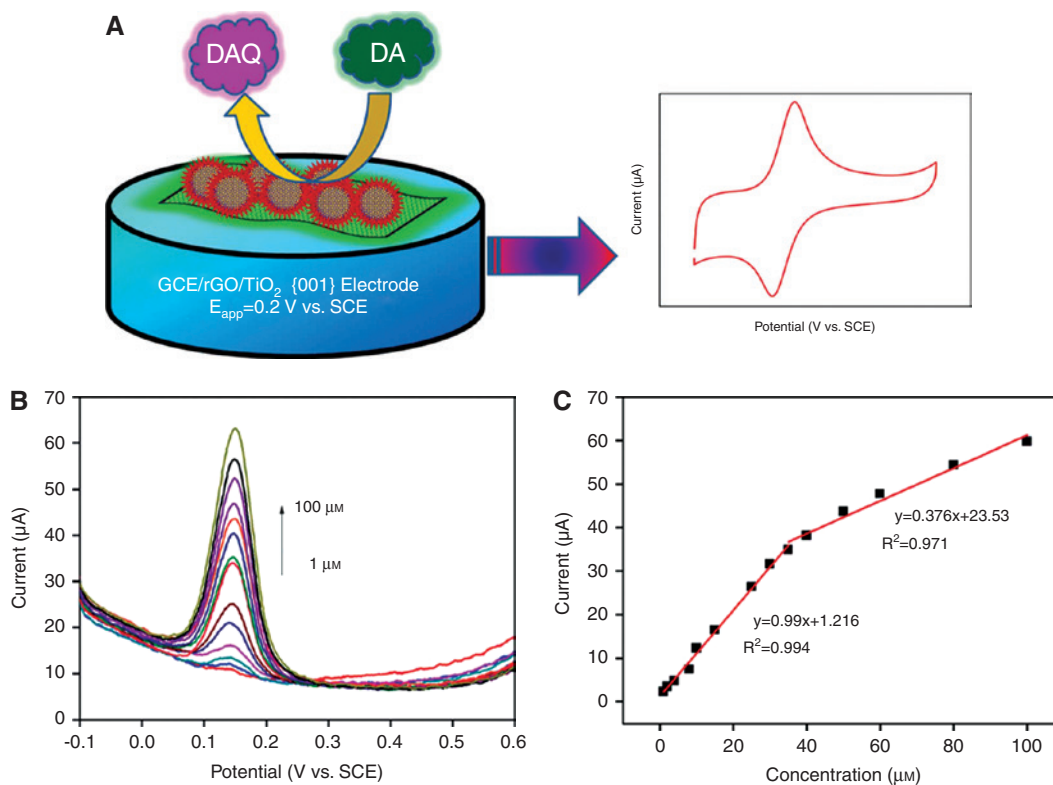 A
DAQ
DA
GCE/rGO/TiO₂ {001} Electrode
E_app=0.2 V vs. SCE
Current (µA)
Potential (V vs. SCE)
B
70
60
50
40
30
20
10
0
Current (µA)
100 µM
1 µM
-0.1
0.0
0.1
0.2
0.3
0.4
0.5
0.6
Potential (V vs. SCE)
C
70
60
50
40
30
20
10
0
Current (µA)
y=0.376x+23.53
R²=0.971
y=0.99x+1.216
R²=0.994
0
20
40
60
80
100
Concentration (µM)